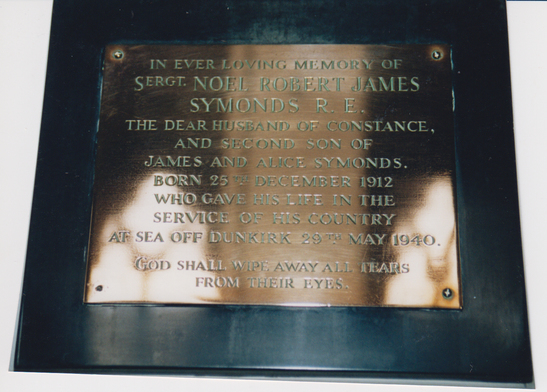 IN EVER LOVING MEMORY OF
SERGT. NOEL ROBERT JAMES
SYMONDS. R. E.
THE DEAR HUSBAND OF CONSTANCE,
AND SECOND SON OF
JAMES AND ALICE SYMONDS.
BORN 25TH DECEMBER 1912
WHO GAVE HIS LIFE IN THE
SERVICE OF HIS COUNTRY
AT SEA OFF DUNKIRK 29TH MAY 1940.
GOD SHALL WIPE AWAY ALL TEARS
FROM THEIR EYES.